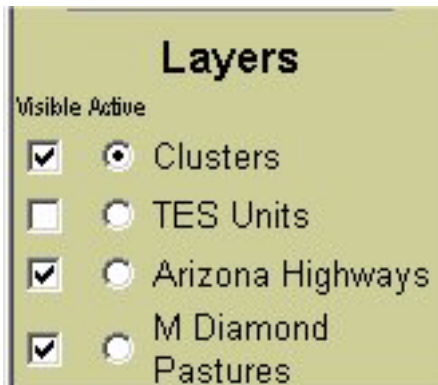 Layers
Visible Active
Clusters
TES Units
Arizona Highways
M Diamond
Pastures